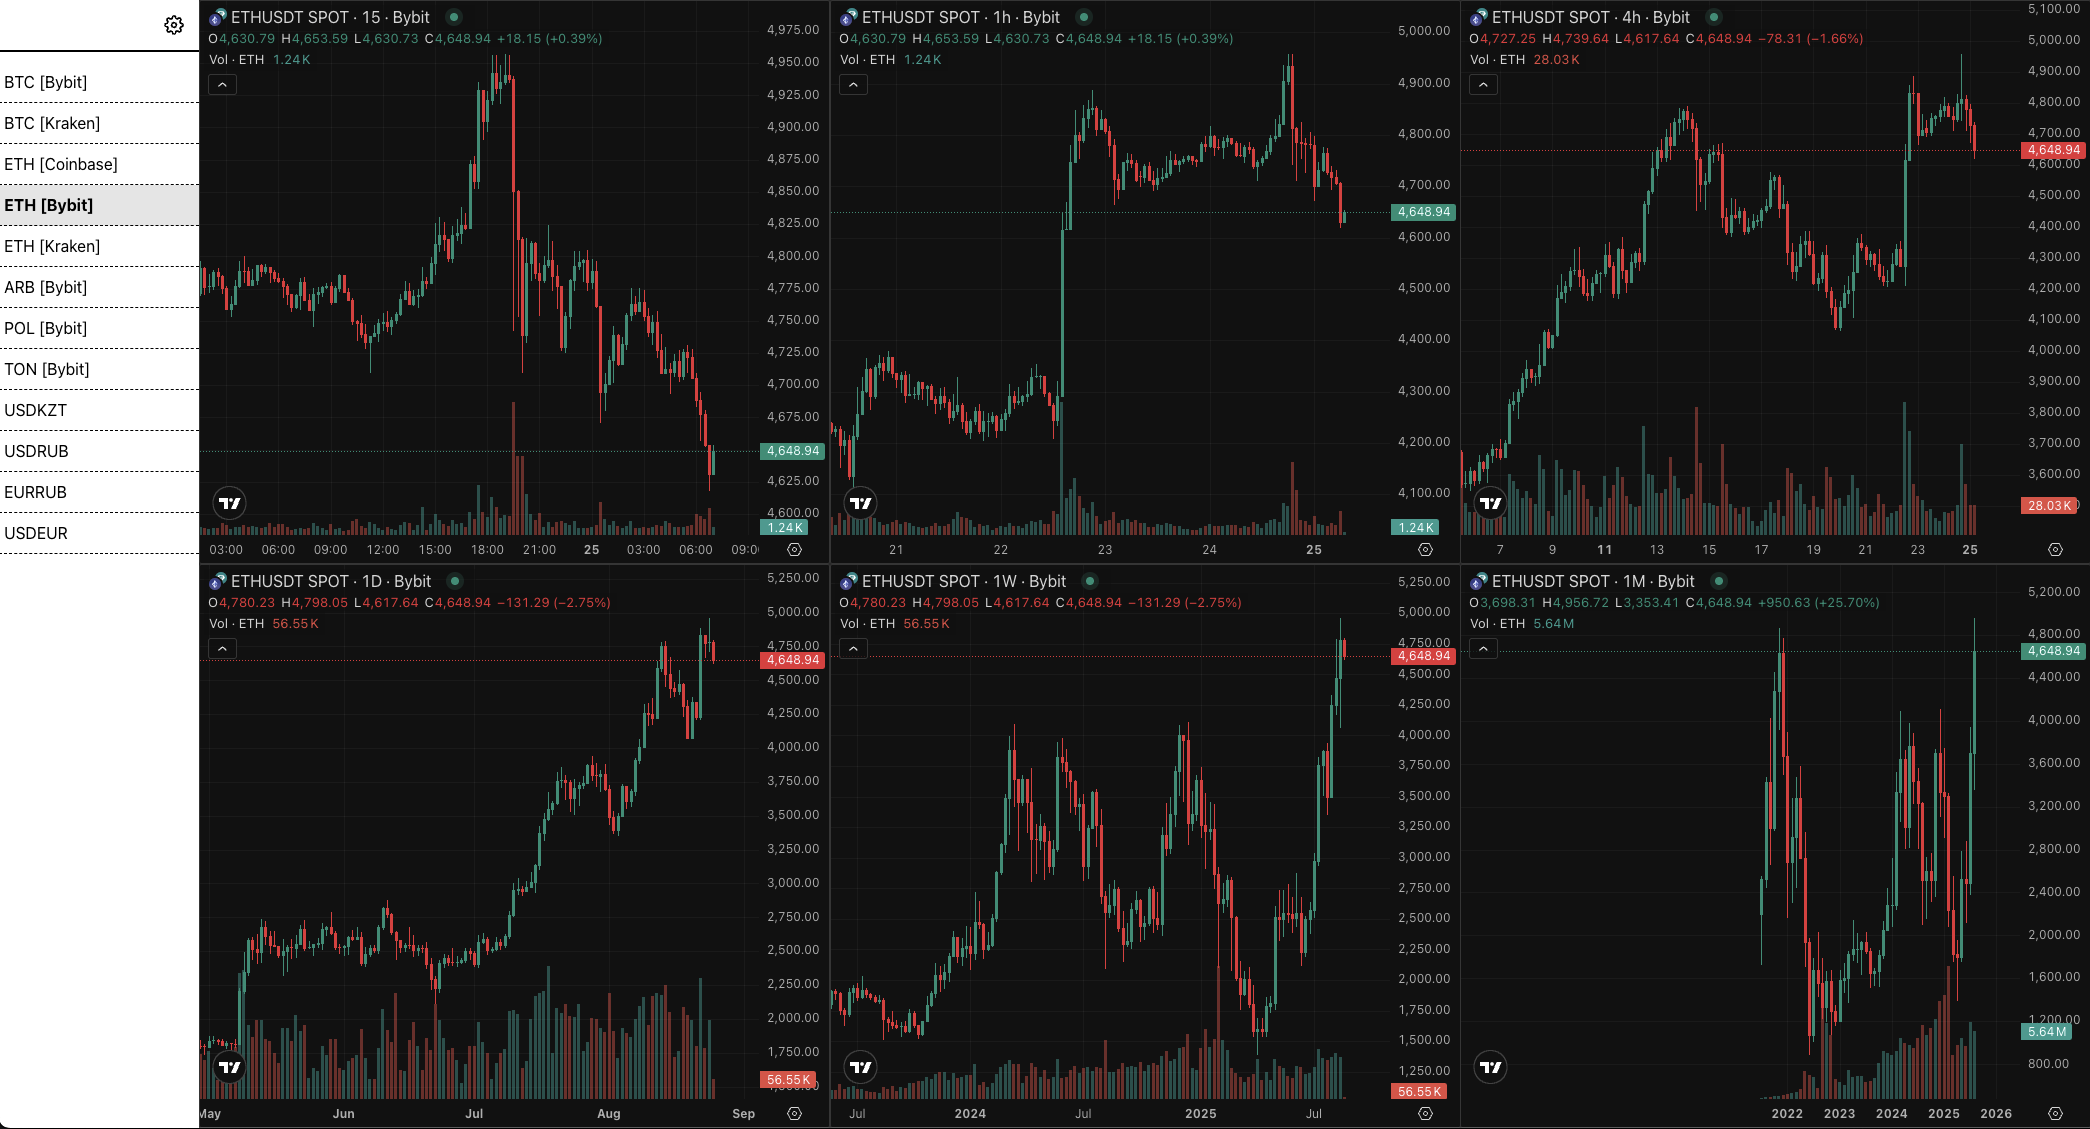 BTC [Bybit]
BTC [Kraken]
ETH [Coinbase]
ETH [Bybit]
ETH [Kraken]
ARB [Bybit]
POL [Bybit]
TON [Bybit]
USDKZT
USDRUB
EURRUB
USDEUR
ETHUSDT SPOT · 15 · Bybit
O4,630.79 H4,653.59 L4,630.73 C4,648.94 +18.15 (+0.39%)
Vol · ETH 1.24K
4,975.00
4,950.00
4,925.00
4,900.00
4,875.00
4,850.00
4,825.00
4,800.00
4,775.00
4,750.00
4,725.00
4,700.00
4,675.00
4,648.94
4,625.00
4,600.00
1.24K
03:00 06:00 09:00 12:00 15:00 18:00 21:00 25 03:00 06:00 09:0
ETHUSDT SPOT · 1h · Bybit
O4,630.79 H4,653.59 L4,630.73 C4,648.94 +18.15 (+0.39%)
Vol · ETH 1.24K
5,000.00
4,900.00
4,800.00
4,700.00
4,648.94
4,600.00
4,500.00
4,400.00
4,300.00
4,200.00
4,100.00
1.24K
21 22 23 24 25
ETHUSDT SPOT · 4h · Bybit
O4,727.25 H4,739.64 L4,617.64 C4,648.94 −78.31 (−1.66%)
Vol · ETH 28.03K
5,100.00
5,000.00
4,900.00
4,800.00
4,700.00
4,648.94
4,600.00
4,500.00
4,400.00
4,300.00
4,200.00
4,100.00
4,000.00
3,900.00
3,800.00
3,700.00
3,600.00
28.03K
7 9 11 13 15 17 19 21 23 25
ETHUSDT SPOT · 1D · Bybit
O4,780.23 H4,798.05 L4,617.64 C4,648.94 −131.29 (−2.75%)
Vol · ETH 56.55K
5,250.00
5,000.00
4,750.00
4,648.94
4,500.00
4,250.00
4,000.00
3,750.00
3,500.00
3,250.00
3,000.00
2,750.00
2,500.00
2,250.00
2,000.00
1,750.00
56.55K
May Jun Jul Aug Sep
ETHUSDT SPOT · 1W · Bybit
O4,780.23 H4,798.05 L4,617.64 C4,648.94 −131.29 (−2.75%)
Vol · ETH 56.55K
5,250.00
5,000.00
4,750.00
4,648.94
4,500.00
4,250.00
4,000.00
3,750.00
3,500.00
3,250.00
3,000.00
2,750.00
2,500.00
2,250.00
2,000.00
1,750.00
1,500.00
1,250.00
56.55K
Jul 2024 Jul 2025 Jul
ETHUSDT SPOT · 1M · Bybit
O3,698.31 H4,956.72 L3,353.41 C4,648.94 +950.63 (+25.70%)
Vol · ETH 5.64M
5,200.00
4,800.00
4,648.94
4,400.00
4,000.00
3,600.00
3,200.00
2,800.00
2,400.00
2,000.00
1,600.00
1,200.00
5.64M
800.00
2022 2023 2024 2025 2026